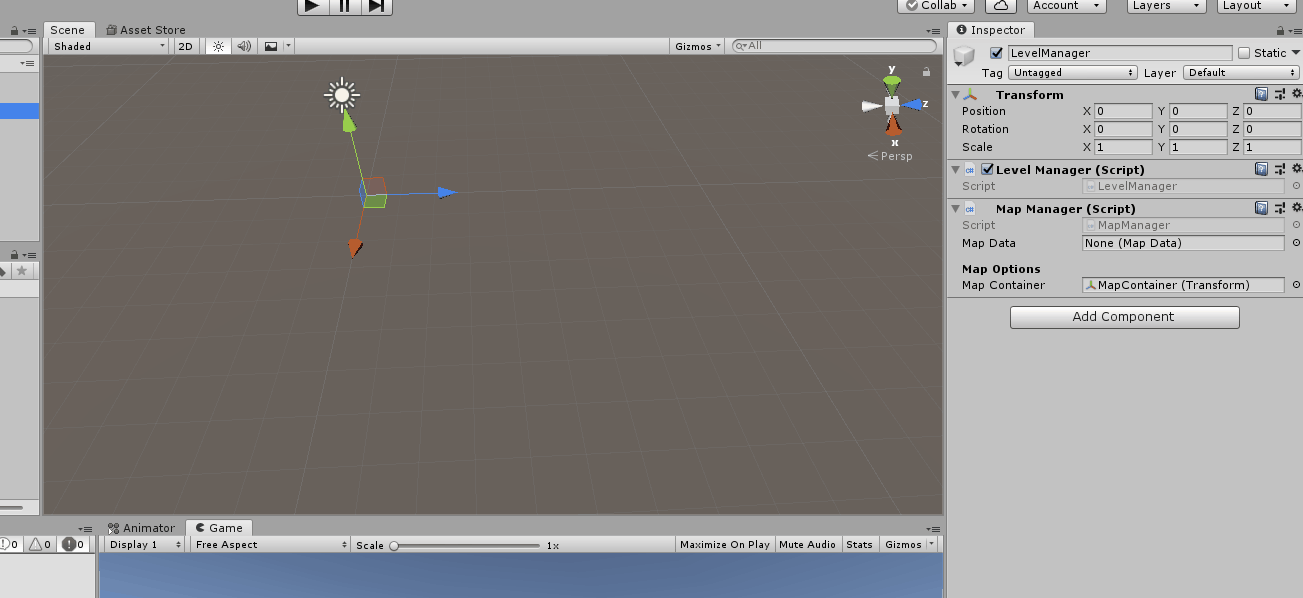 Collab Account Layers Layout
Scene Asset Store
Shaded 2D Gizmos All
y
z
x
Persp
Inspector
LevelManager Static
Tag Untagged Layer Default
Transform
Position X 0 Y 0 Z 0
Rotation X 0 Y 0 Z 0
Scale X 1 Y 1 Z 1
Level Manager (Script)
Script LevelManager
Map Manager (Script)
Script MapManager
Map Data None (Map Data)
Map Options
Map Container MapContainer (Transform)
Add Component
Animator Game
0 0 0
Display 1 Free Aspect Scale 1x Maximize On Play Mute Audio Stats Gizmos